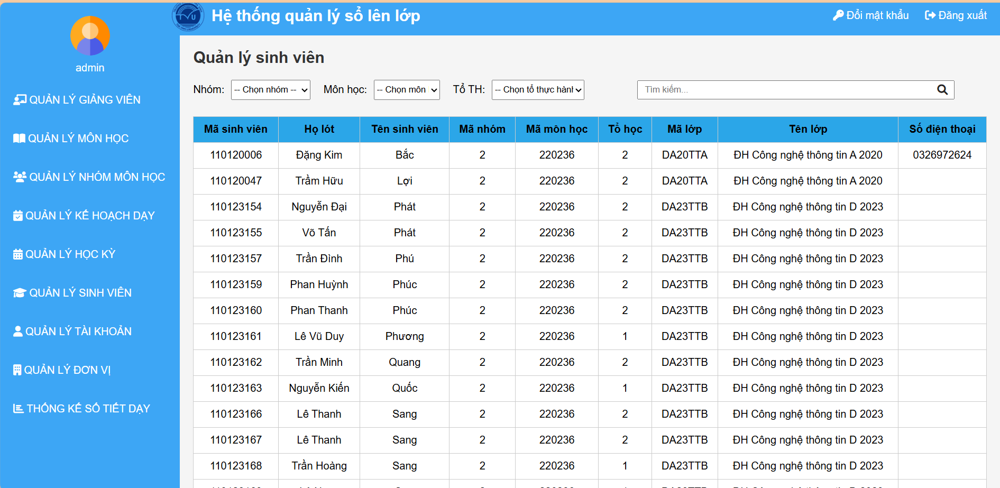 TVU
Hệ thống quản lý sổ lên lớp
Đổi mật khẩu
Đăng xuất
admin
QUẢN LÝ GIẢNG VIÊN
QUẢN LÝ MÔN HỌC
QUẢN LÝ NHÓM MÔN HỌC
QUẢN LÝ KẾ HOẠCH DẠY
QUẢN LÝ HỌC KỲ
QUẢN LÝ SINH VIÊN
QUẢN LÝ TÀI KHOẢN
QUẢN LÝ ĐƠN VỊ
THỐNG KÊ SỐ TIẾT DẠY
Quản lý sinh viên
Nhóm: -- Chọn nhóm -- Môn học: -- Chọn môn Tổ TH: -- Chọn tổ thực hành Tìm kiếm...
Mã sinh viên Họ lót Tên sinh viên Mã nhóm Mã môn học Tổ học Mã lớp Tên lớp Số điện thoại
110120006 Đặng Kim Bắc 2 220236 2 DA20TTA ĐH Công nghệ thông tin A 2020 0326972624
110120047 Trầm Hữu Lợi 2 220236 2 DA20TTA ĐH Công nghệ thông tin A 2020
110123154 Nguyễn Đại Phát 2 220236 2 DA23TTB ĐH Công nghệ thông tin D 2023
110123155 Võ Tấn Phát 2 220236 2 DA23TTB ĐH Công nghệ thông tin D 2023
110123157 Trần Đình Phú 2 220236 2 DA23TTB ĐH Công nghệ thông tin D 2023
110123159 Phan Huỳnh Phúc 2 220236 2 DA23TTB ĐH Công nghệ thông tin D 2023
110123160 Phan Thanh Phúc 2 220236 2 DA23TTB ĐH Công nghệ thông tin D 2023
110123161 Lê Vũ Duy Phương 2 220236 1 DA23TTB ĐH Công nghệ thông tin D 2023
110123162 Trần Minh Quang 2 220236 2 DA23TTB ĐH Công nghệ thông tin D 2023
110123163 Nguyễn Kiến Quốc 2 220236 1 DA23TTB ĐH Công nghệ thông tin D 2023
110123166 Lê Thanh Sang 2 220236 2 DA23TTB ĐH Công nghệ thông tin D 2023
110123167 Lê Thanh Sang 2 220236 2 DA23TTB ĐH Công nghệ thông tin D 2023
110123168 Trần Hoàng Sang 2 220236 1 DA23TTB ĐH Công nghệ thông tin D 2023